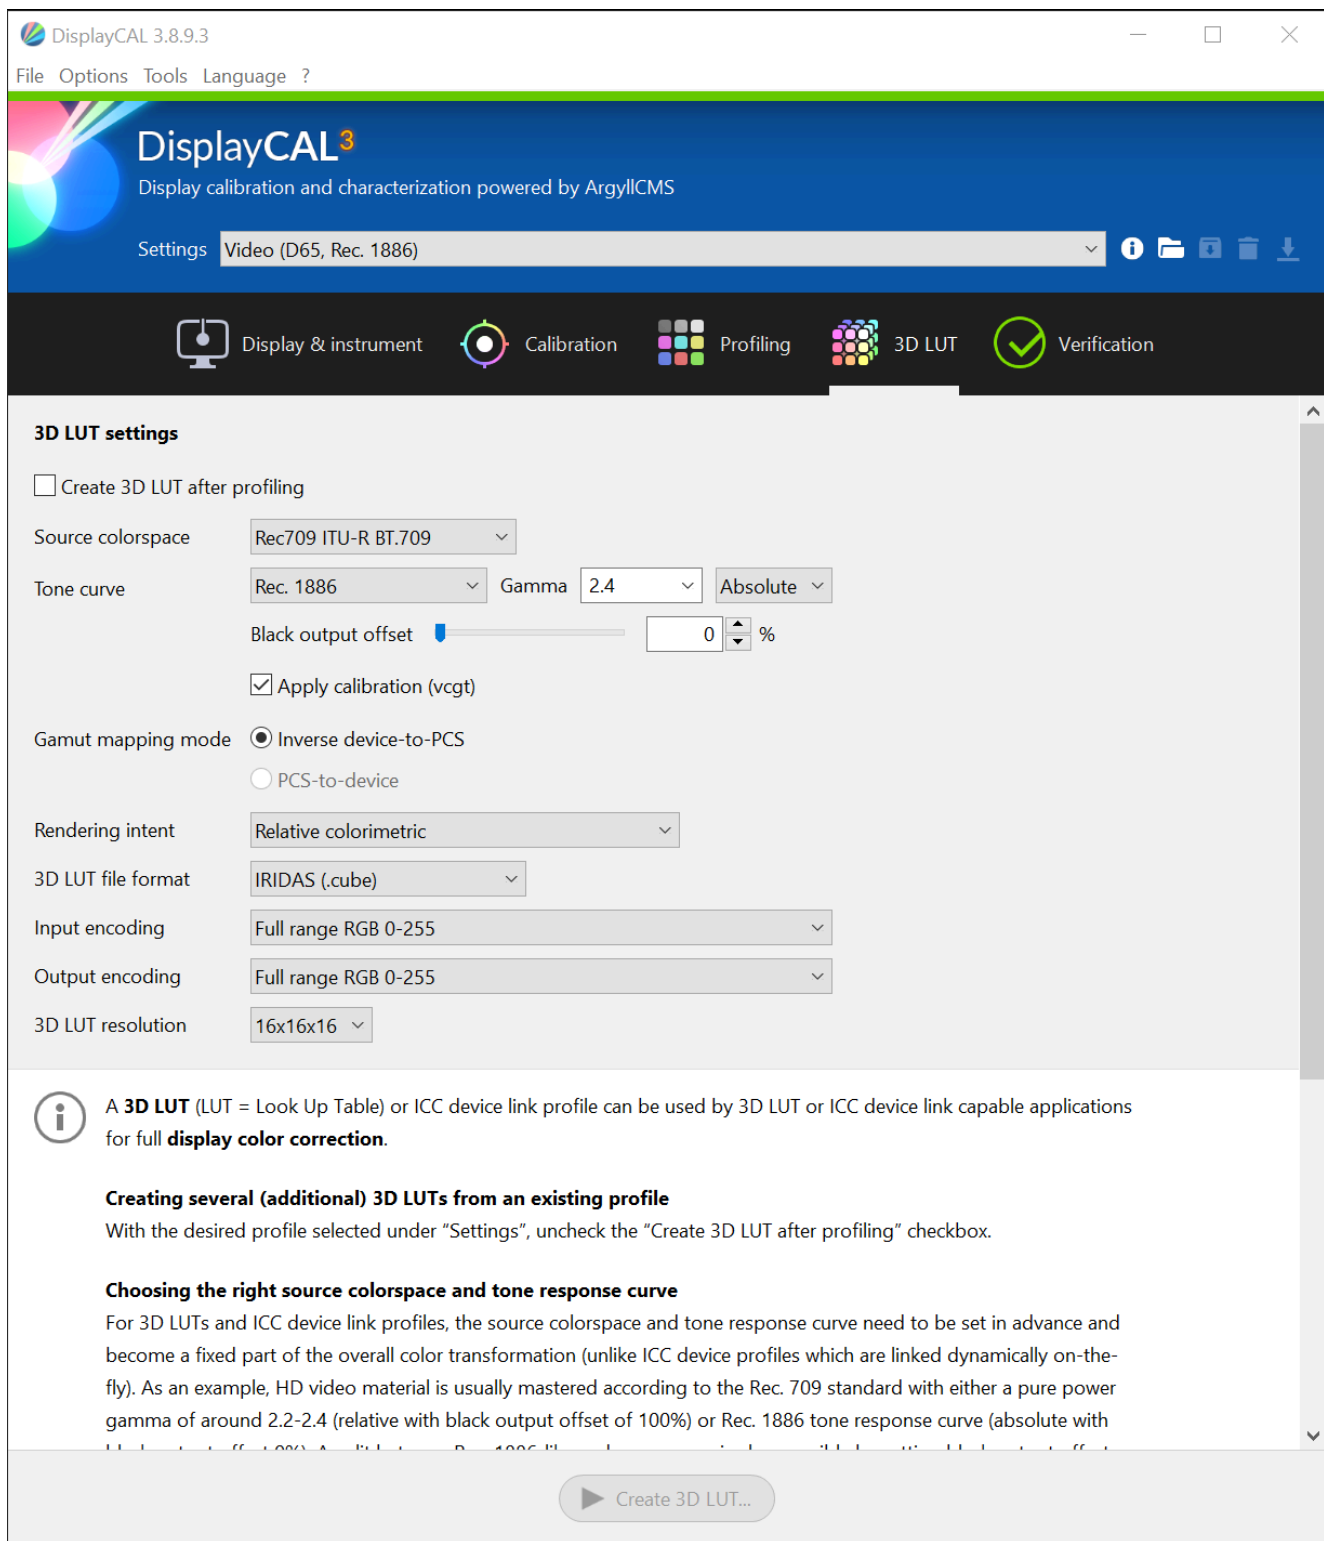 DisplayCAL 3.8.9.3
File Options Tools Language ?
DisplayCAL3
Display calibration and characterization powered by ArgyllCMS
Settings Video (D65, Rec. 1886)
Display & instrument Calibration Profiling 3D LUT Verification
3D LUT settings
Create 3D LUT after profiling
Source colorspace Rec709 ITU-R BT.709
Tone curve Rec. 1886 Gamma 2.4 Absolute
Black output offset 0 %
Apply calibration (vcgt)
Gamut mapping mode Inverse device-to-PCS
PCS-to-device
Rendering intent Relative colorimetric
3D LUT file format IRIDAS (.cube)
Input encoding Full range RGB 0-255
Output encoding Full range RGB 0-255
3D LUT resolution 16x16x16
A 3D LUT (LUT = Look Up Table) or ICC device link profile can be used by 3D LUT or ICC device link capable applications
for full display color correction.
Creating several (additional) 3D LUTs from an existing profile
With the desired profile selected under “Settings”, uncheck the “Create 3D LUT after profiling” checkbox.
Choosing the right source colorspace and tone response curve
For 3D LUTs and ICC device link profiles, the source colorspace and tone response curve need to be set in advance and
become a fixed part of the overall color transformation (unlike ICC device profiles which are linked dynamically on-the-
fly). As an example, HD video material is usually mastered according to the Rec. 709 standard with either a pure power
gamma of around 2.2-2.4 (relative with black output offset of 100%) or Rec. 1886 tone response curve (absolute with
Create 3D LUT...